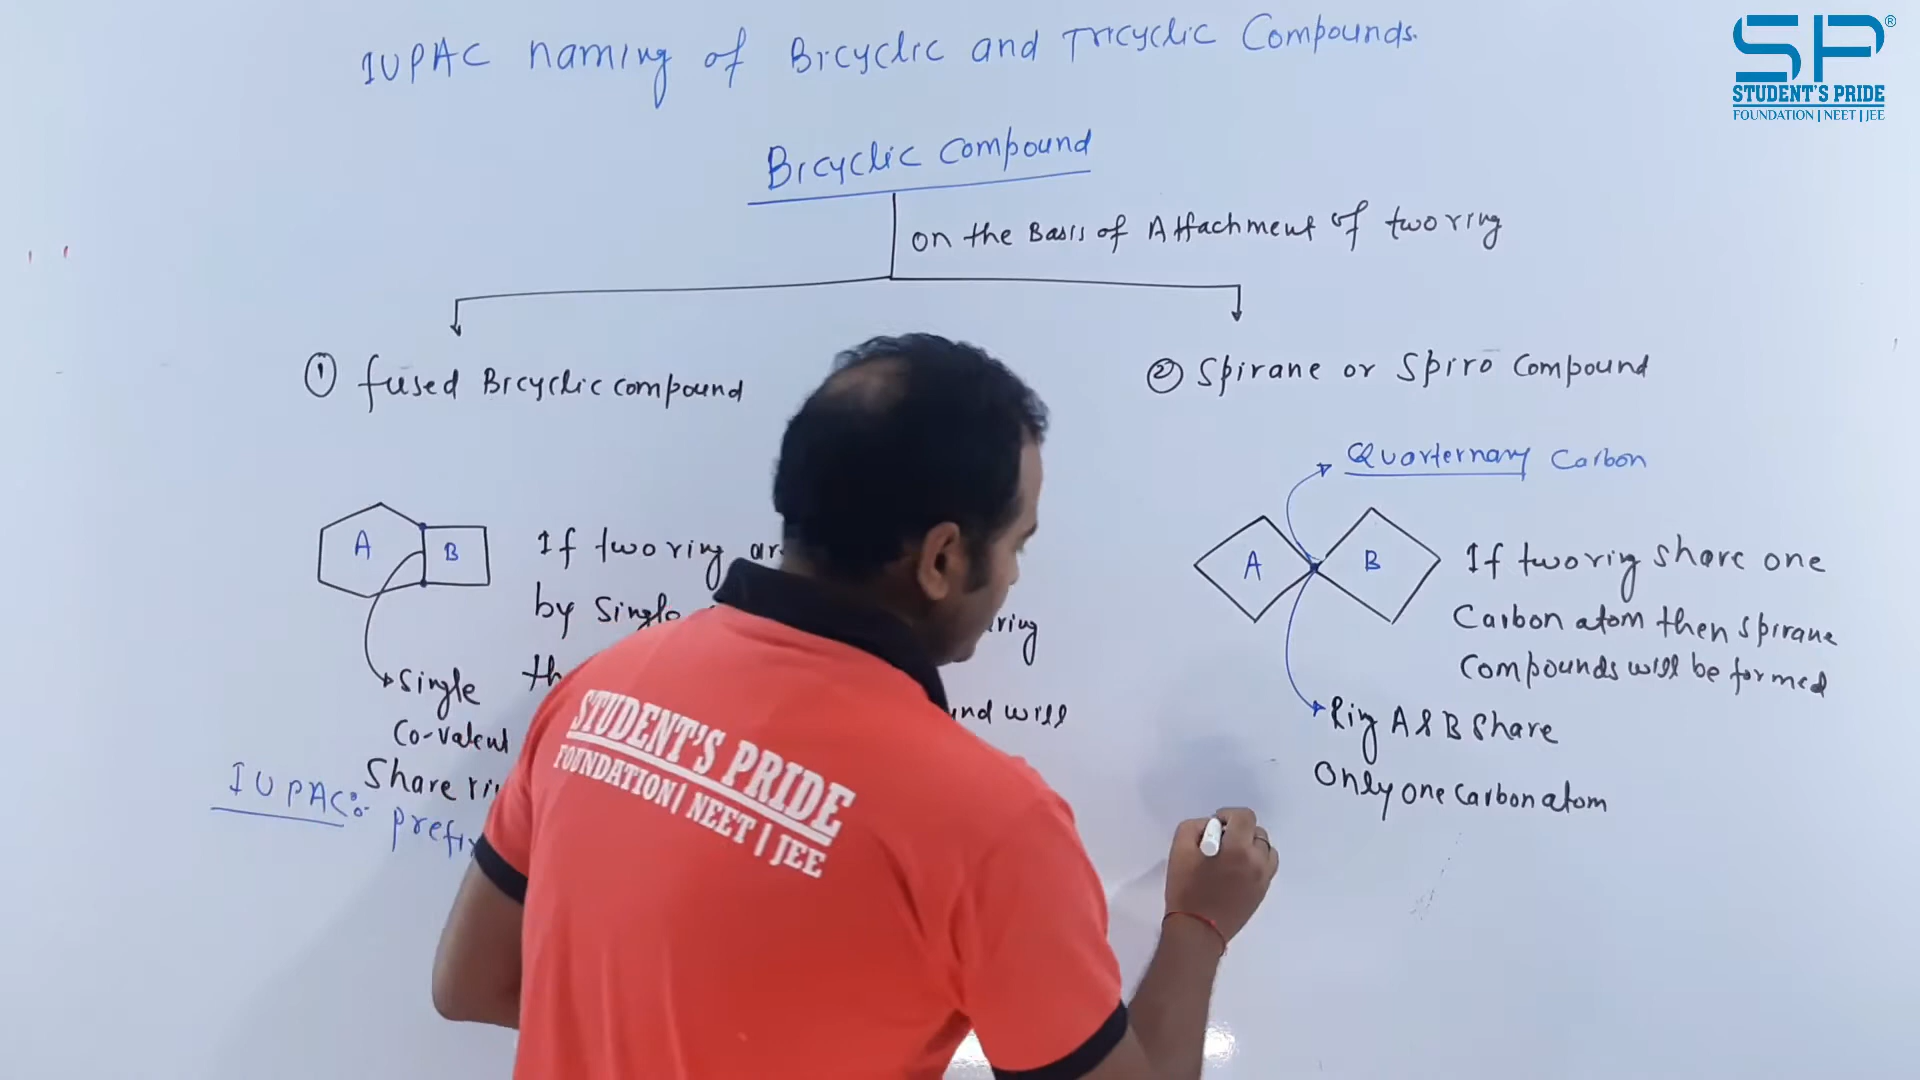 IUPAC naming of Bicyclic and Tricyclic Compounds.
SP®
STUDENT'S PRIDE
FOUNDATION | NEET | JEE
Bicyclic Compound
on the Basis of Attachment of two ring
① fused Bicyclic compound
② Spirane or Spiro Compound
Quarternary Carbon
A B
If two ring
by Single
ring
will
Single
Co-valent
Share
IUPAC:- prefix
A B
If two ring share one
Carbon atom then spirane
Compounds will be formed
Ring A & B Share
Only one Carbon atom
STUDENT'S PRIDE
FOUNDATION | NEET | JEE